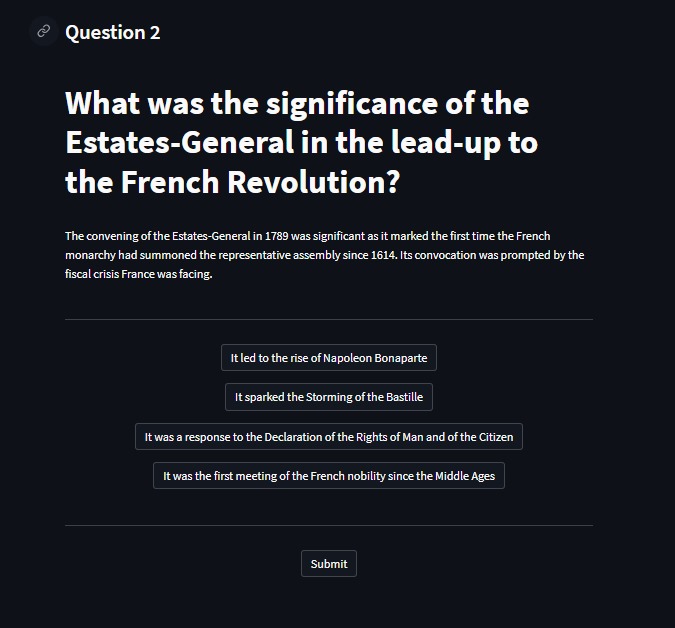 Question 2
What was the significance of the
Estates-General in the lead-up to
the French Revolution?
The convening of the Estates-General in 1789 was significant as it marked the first time the French
monarchy had summoned the representative assembly since 1614. Its convocation was prompted by the
fiscal crisis France was facing.
It led to the rise of Napoleon Bonaparte
It sparked the Storming of the Bastille
It was a response to the Declaration of the Rights of Man and of the Citizen
It was the first meeting of the French nobility since the Middle Ages
Submit